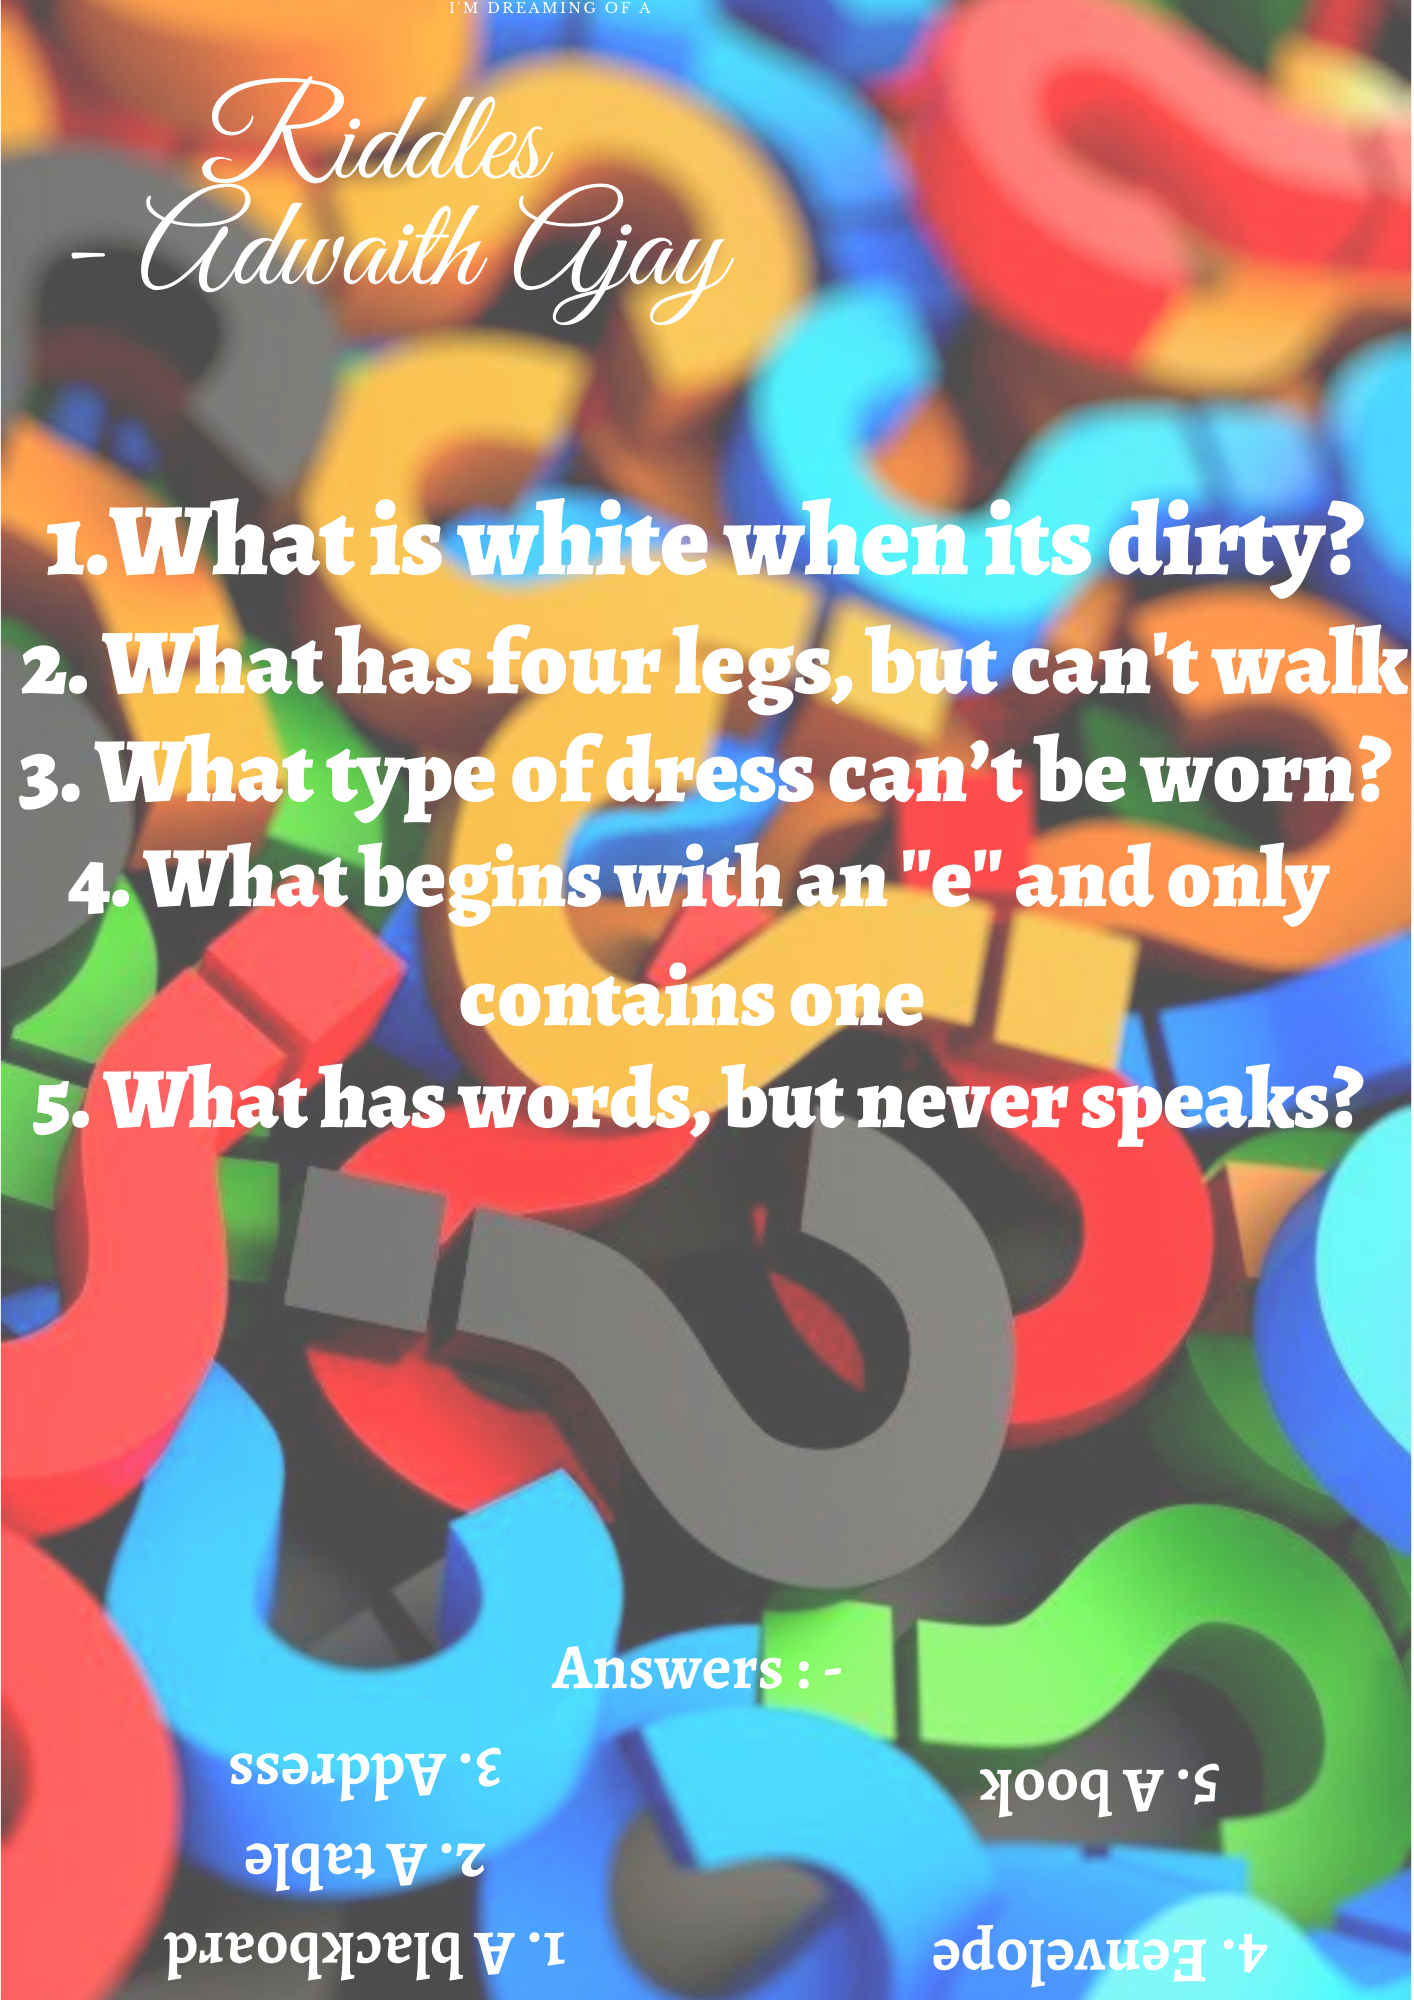 I'M DREAMING OF A
Riddles
- Adwaith Ajay
1.What is white when its dirty?
2. What has four legs, but can't walk
3. What type of dress can’t be worn?
4. What begins with an "e" and only
contains one
5. What has words, but never speaks?
Answers : -
1. A blackboard
2. A table
3. Address
4. Eenvelope
5. A book